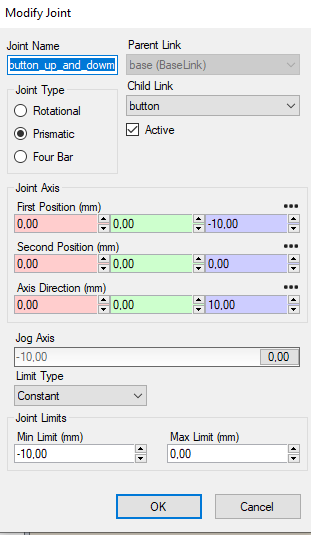 Modify Joint
Joint Name
button_up_and_dowm
Parent Link
base (BaseLink)
Joint Type
Rotational
Prismatic
Four Bar
Child Link
button
Active
Joint Axis
First Position (mm)
0,00 0,00 -10,00
Second Position (mm)
0,00 0,00 0,00
Axis Direction (mm)
0,00 0,00 10,00
Jog Axis
-10,00 0,00
Limit Type
Constant
Joint Limits
Min Limit (mm) Max Limit (mm)
-10,00 0,00
OK Cancel